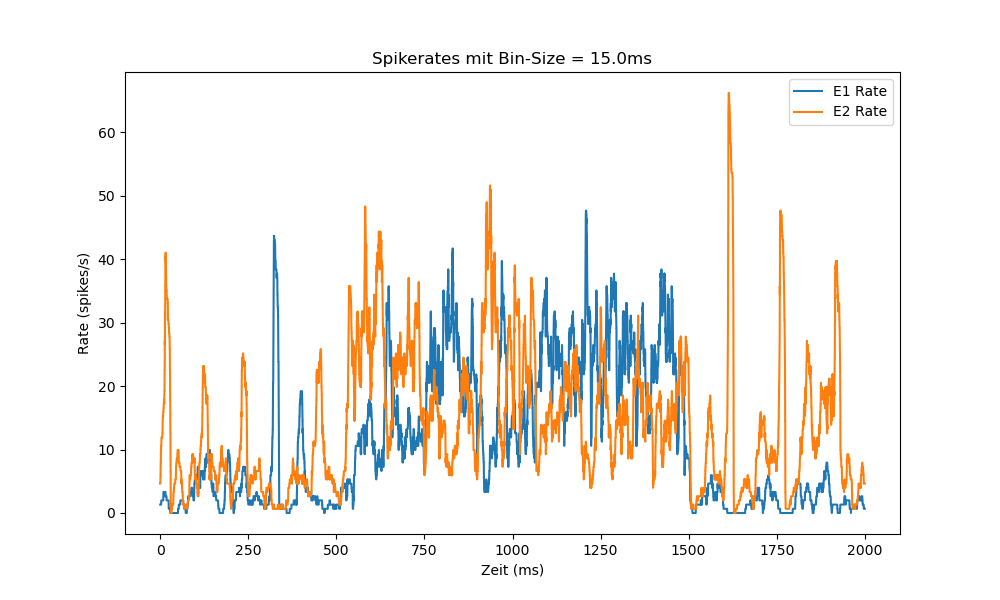 Spikerates mit Bin-Size = 15.0ms
E1 Rate
E2 Rate
60
50
40
30
20
10
0
Rate (spikes/s)
0 250 500 750 1000 1250 1500 1750 2000
Zeit (ms)